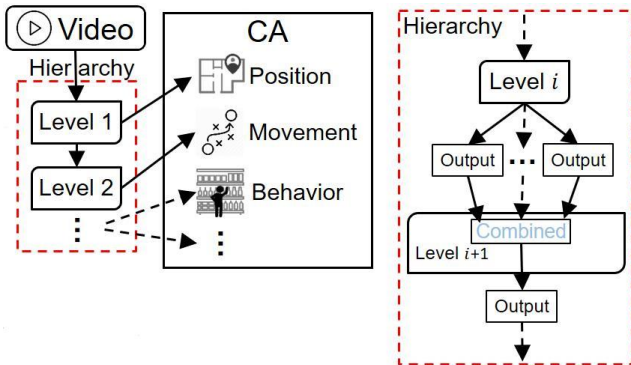 Video
Hierarchy
Level 1
Level 2
CA
Position
Movement
Behavior
Hierarchy
Level i
Output
Output
Combined
Level i+1
Output